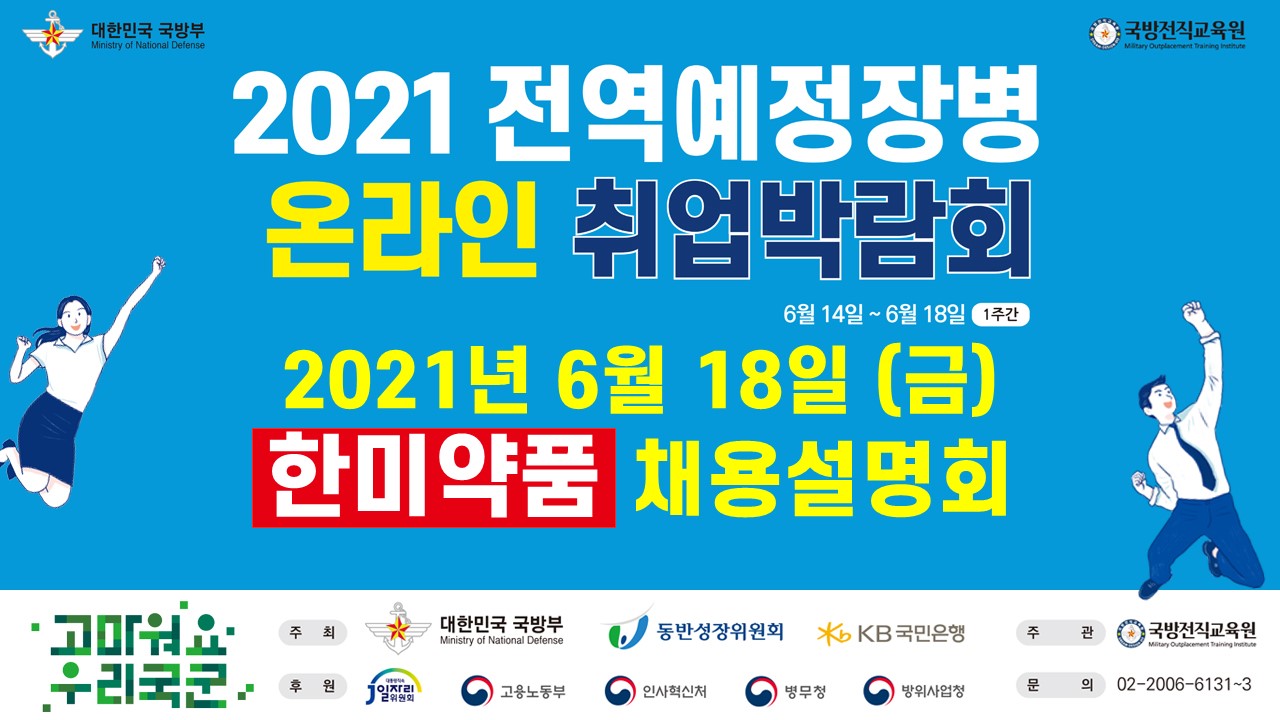 대한민국 국방부
Ministry of National Defense
국방전직교육원
Military Outplacement Training Institute
2021 전역예정장병
온라인 취업박람회
6월 14일 ~ 6월 18일 1주간
2021년 6월 18일 (금)
한미약품 채용설명회
고마워요
우리국군
주 최
대한민국 국방부
Ministry of National Defense
동반성장위원회
Kb KB국민은행
주 관
국방전직교육원
Military Outplacement Training Institute
후 원
대통령직속
일자리
위원회
고용노동부
인사혁신처
병무청
방위사업청
문 의
02-2006-6131~3